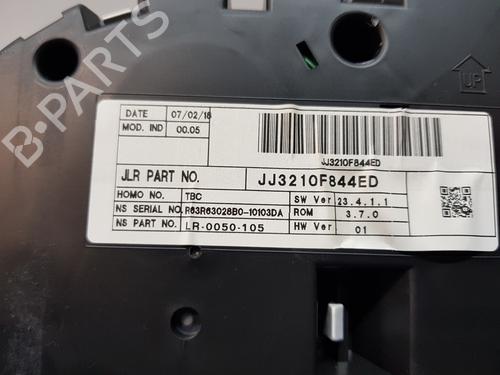 DATE 07/02/18
MOD. IND 00.05
JJ3210F844ED
JLR PART NO. JJ3210F844ED
HOMO NO. TBC SW Ver 23.4.1.1
NS SERIAL NO. R63R63028B0-10103DA ROM 3.7.0
NS PART NO. LR-0050-105 HW Ver 01
UP
B-PARTS